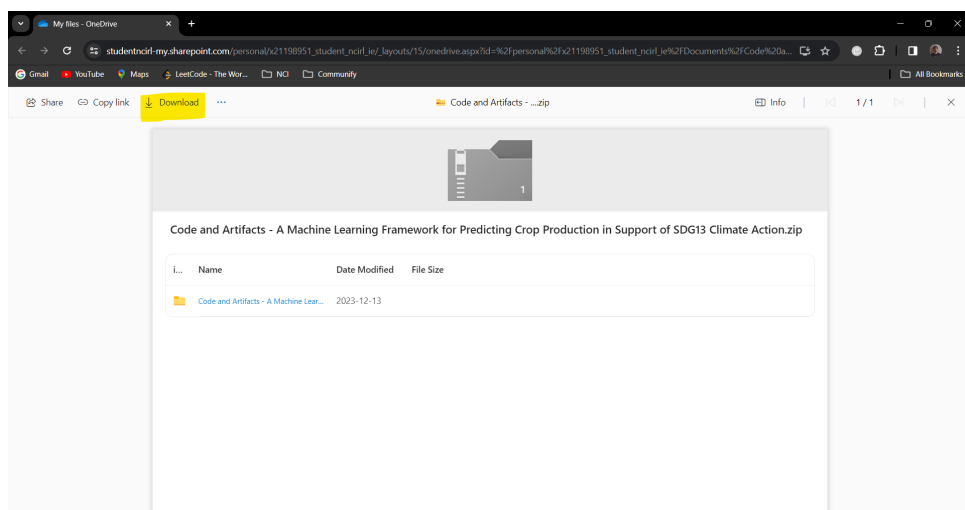 My files - OneDrive
studentncirl-my.sharepoint.com/personal/x21198951_student_ncirl_ie/_layouts/15/onedrive.aspx?id=%2Fpersonal%2Fx21198951_student_ncirl_ie%2FDocuments%2FCode%20a...
Gmail YouTube Maps LeetCode - The Wor... NCI Communify All Bookmarks
Share Copy link Download ... Code and Artifacts - ....zip Info 1 / 1
1
Code and Artifacts - A Machine Learning Framework for Predicting Crop Production in Support of SDG13 Climate Action.zip
i... Name Date Modified File Size
Code and Artifacts - A Machine Lear... 2023-12-13